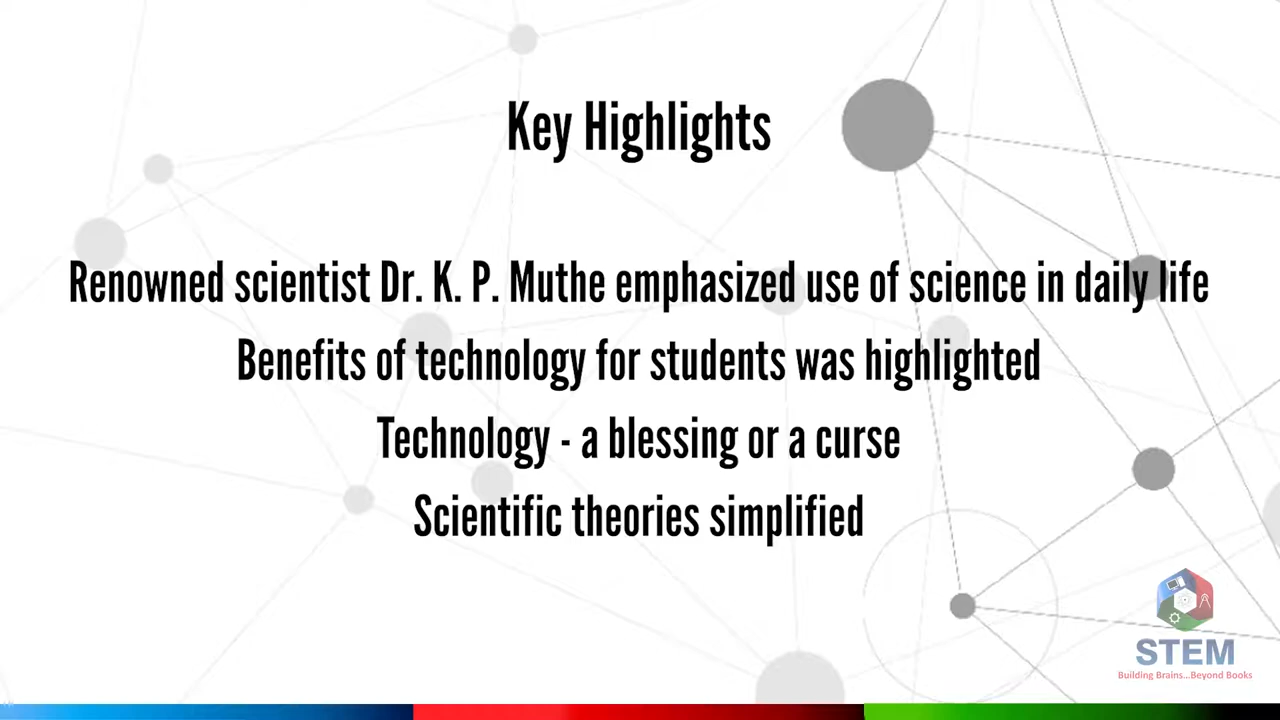 Key Highlights
Renowned scientist Dr. K. P. Muthe emphasized use of science in daily life
Benefits of technology for students was highlighted
Technology - a blessing or a curse
Scientific theories simplified
STEM
Building Brains...Beyond Books